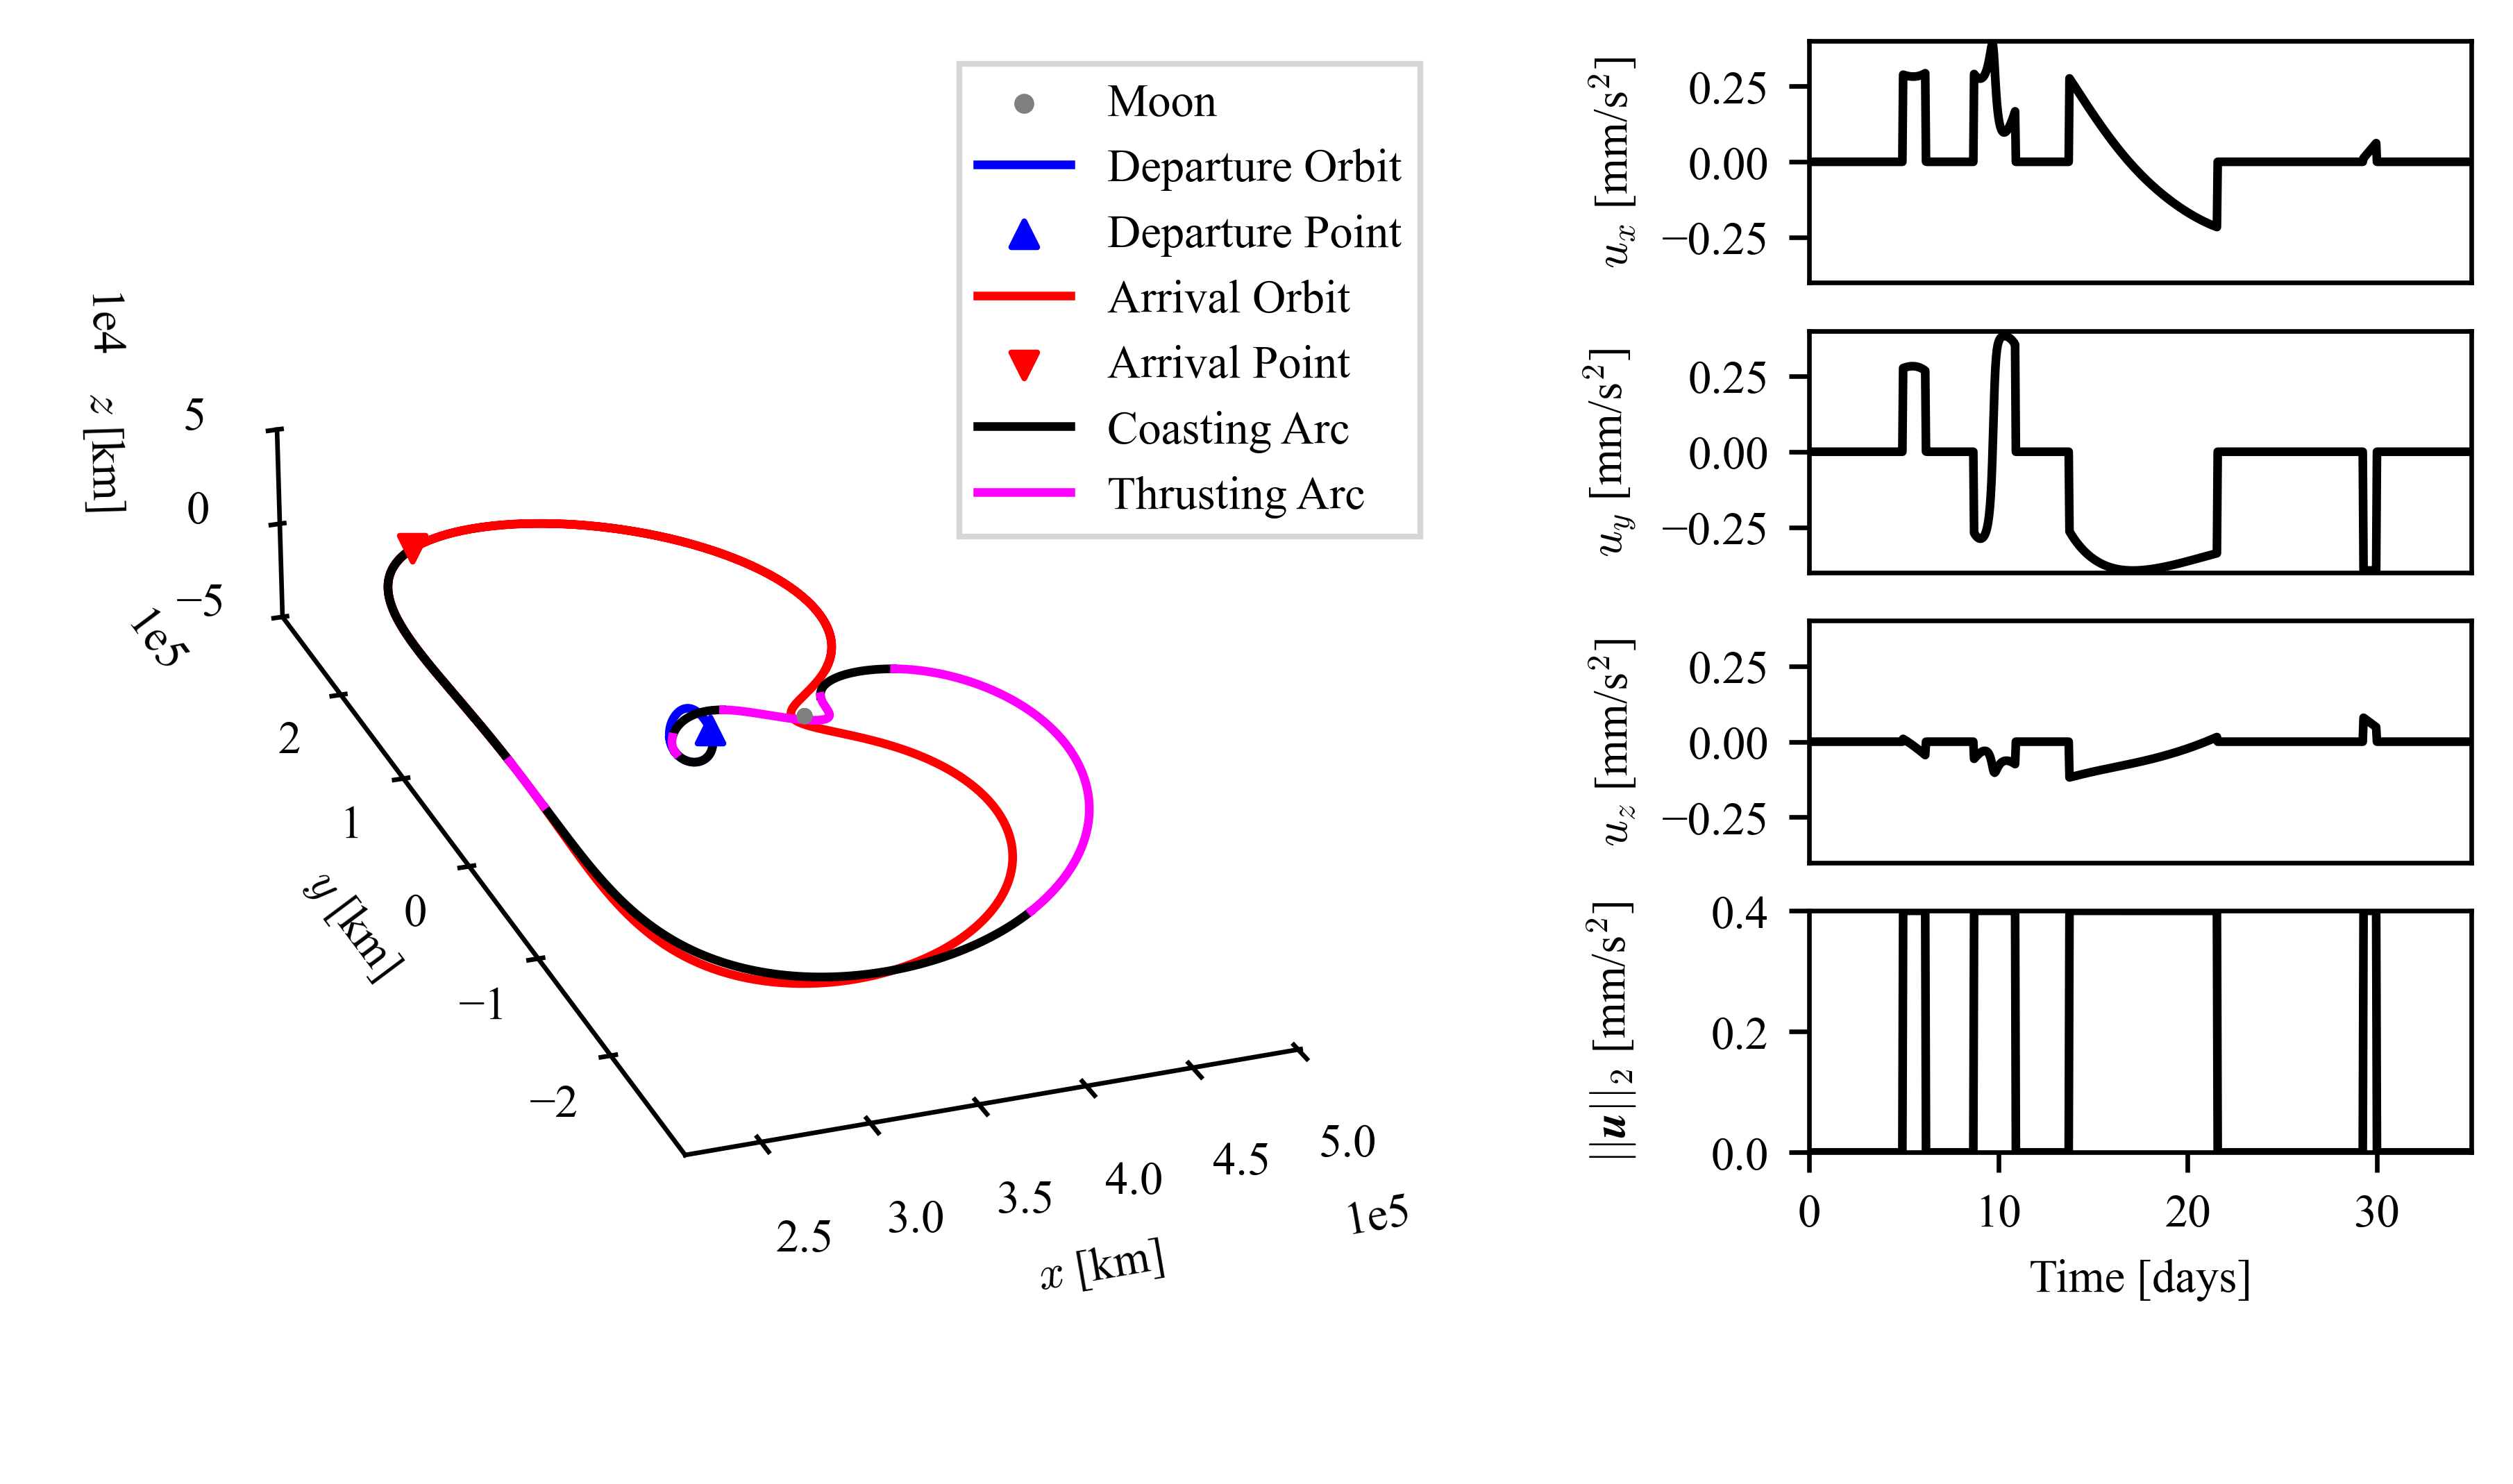 Moon
Departure Orbit
Departure Point
Arrival Orbit
Arrival Point
Coasting Arc
Thrusting Arc
1e4
z [km]
5
0
−5
1e5
2
1
0
−1
−2
y [km]
2.5
3.0
3.5
4.0
4.5
5.0
1e5
x [km]
u_x [mm/s²]
0.25
0.00
−0.25
u_y [mm/s²]
0.25
0.00
−0.25
u_z [mm/s²]
0.25
0.00
−0.25
||u||₂ [mm/s²]
0.4
0.2
0.0
0
10
20
30
Time [days]